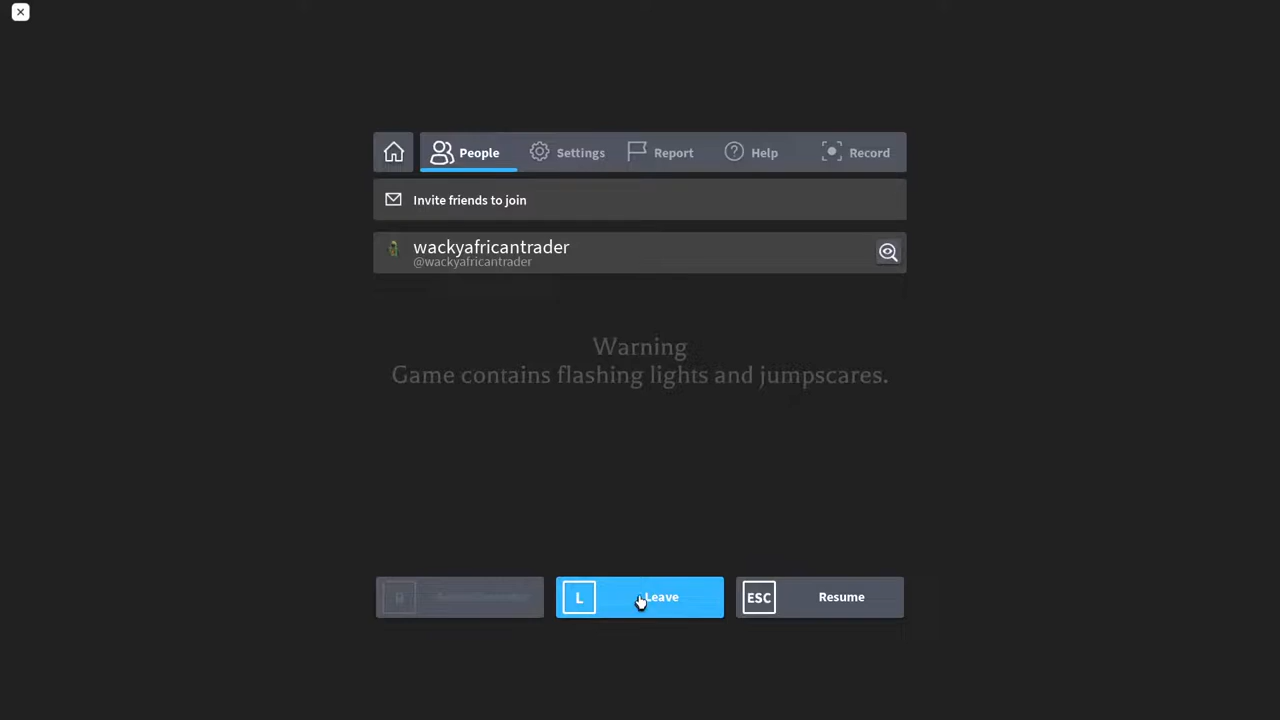 People
Settings
Report
Help
Record
Invite friends to join
wackyafricantrader
@wackyafricantrader
Warning
Game contains flashing lights and jumpscares.
L
Leave
ESC
Resume